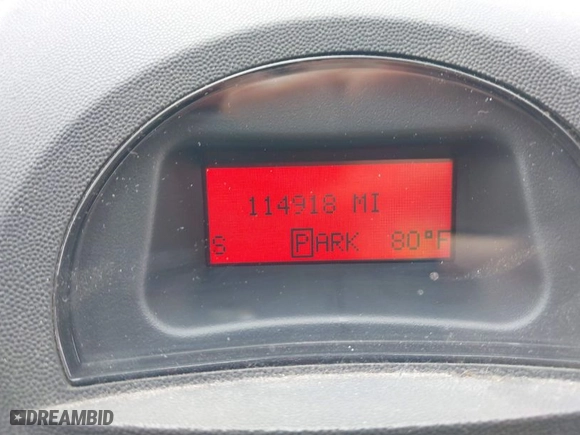 114918 MI
S PARK 80°F
DREAMBID